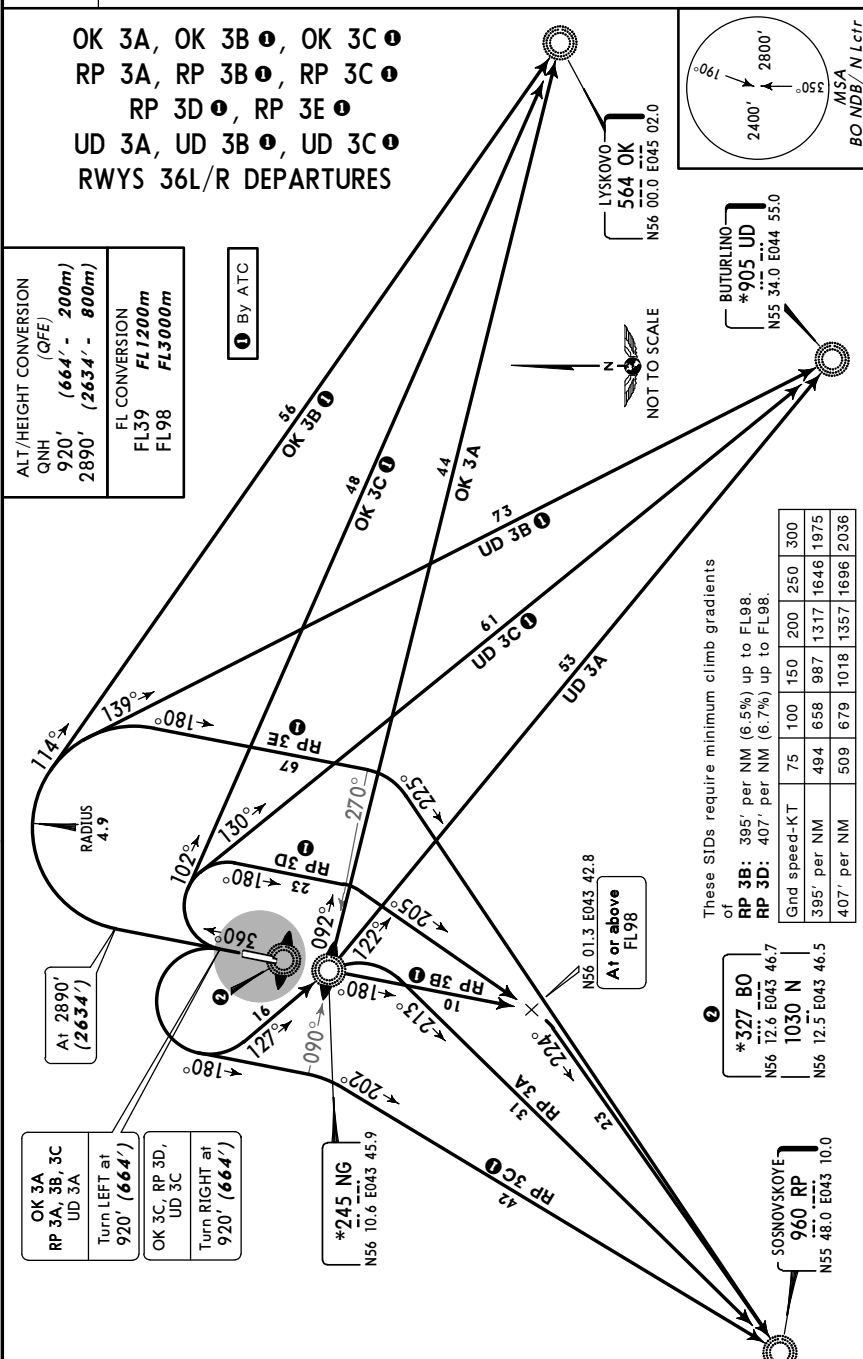 OK 3A, OK 3B ❶, OK 3C ❶
RP 3A, RP 3B ❶, RP 3C ❶
RP 3D ❶, RP 3E ❶
UD 3A, UD 3B ❶, UD 3C ❶
RWYS 36L/R DEPARTURES
ALT/HEIGHT CONVERSION
QNH (QFE)
920' (664' - 200m)
2890' (2634' - 800m)
FL CONVERSION
FL39 FL1200m
FL98 FL3000m
❶ By ATC
MSA
BO NDB/ N Lctr
190°
350°
2400'
2800'
LYSKOVO
564 OK
N56 00.0 E045 02.0
BUTURLINO
*905 UD
N55 34.0 E044 55.0
N
NOT TO SCALE
56
OK 3B ❶
48
OK 3C ❶
44
OK 3A
73
UD 3B ❶
61
UD 3C ❶
53
UD 3A
114°
139°
180°
RADIUS
4.9
RP 3E ❶
67
102°
130°
180°
RP 3D ❶
23
270°
225°
360°
092°
122°
205°
❷
16
127°
180°
090°
202°
180°
213°
RP 3B ❶
10
224°
RP 3A
31
23
RP 3C ❶
42
At 2890'
(2634')
OK 3A
RP 3A, 3B, 3C
UD 3A
Turn LEFT at
920' (664')
OK 3C, RP 3D,
UD 3C
Turn RIGHT at
920' (664')
*245 NG
N56 10.6 E043 45.9
N56 01.3 E043 42.8
At or above
FL98
❷
*327 BO
N56 12.6 E043 46.7
1030 N
N56 12.5 E043 46.5
SOSNOVSKOYE
960 RP
N55 48.0 E043 10.0
These SIDs require minimum climb gradients
of
RP 3B: 395' per NM (6.5%) up to FL98.
RP 3D: 407' per NM (6.7%) up to FL98.
Gnd speed-KT 75 100 150 200 250 300
395' per NM 494 658 987 1317 1646 1975
407' per NM 509 679 1018 1357 1696 2036